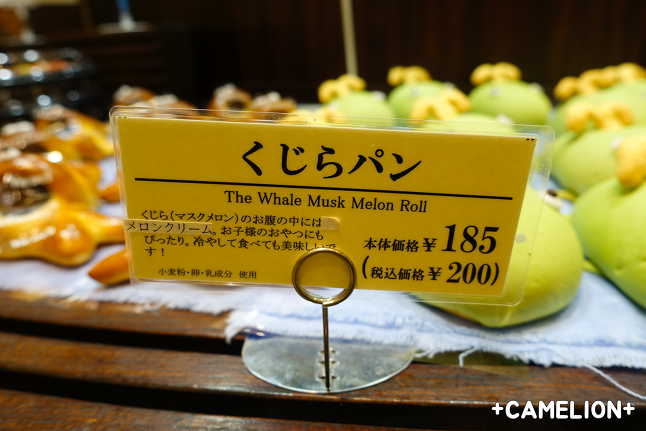 くじらパン
The Whale Musk Melon Roll
くじら(マスクメロン)のお腹の中には
メロンクリーム。お子様のおやつにも
ぴったり。冷やして食べても美味しいで
す!
小麦粉・卵・乳成分 使用
本体価格¥185
(税込価格¥200)
+CAMELION+